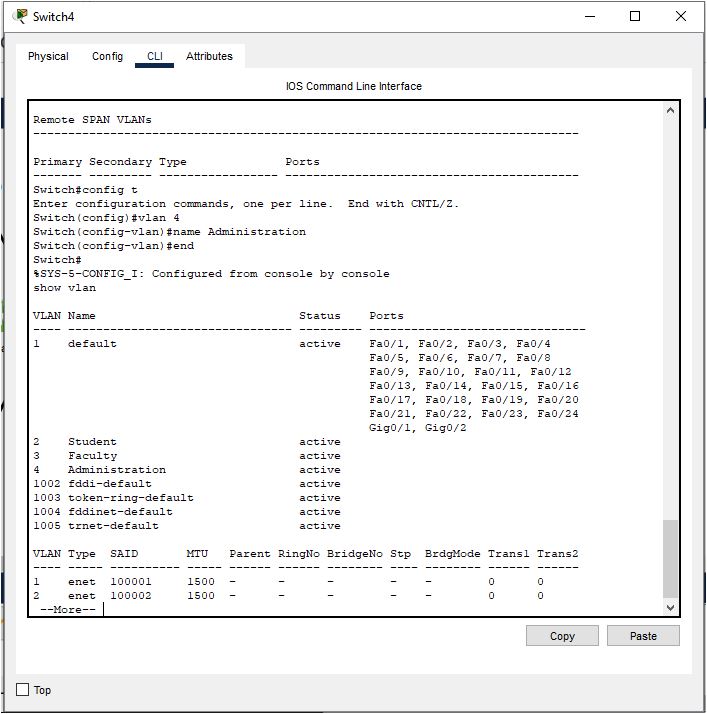 Switch4
Physical Config CLI Attributes
IOS Command Line Interface
Remote SPAN VLANs
------------------------------------------------------------------------------
Primary Secondary Type              Ports
------- --------- ----------------- ------------------------------------------
Switch#config t
Enter configuration commands, one per line.  End with CNTL/Z.
Switch(config)#vlan 4
Switch(config-vlan)#name Administration
Switch(config-vlan)#end
Switch#
%SYS-5-CONFIG_I: Configured from console by console
show vlan
VLAN Name                             Status    Ports
---- -------------------------------- --------- -------------------------------
1    default                          active    Fa0/1, Fa0/2, Fa0/3, Fa0/4
                                                Fa0/5, Fa0/6, Fa0/7, Fa0/8
                                                Fa0/9, Fa0/10, Fa0/11, Fa0/12
                                                Fa0/13, Fa0/14, Fa0/15, Fa0/16
                                                Fa0/17, Fa0/18, Fa0/19, Fa0/20
                                                Fa0/21, Fa0/22, Fa0/23, Fa0/24
                                                Gig0/1, Gig0/2
2    Student                          active
3    Faculty                          active
4    Administration                   active
1002 fddi-default                     active
1003 token-ring-default               active
1004 fddinet-default                  active
1005 trnet-default                    active
VLAN Type  SAID       MTU   Parent RingNo BridgeNo Stp  BrdgMode Trans1 Trans2
---- ----- ---------- ----- ------ ------ -------- ---- -------- ------ ------
1    enet  100001     1500  -      -      -        -    -        0      0
2    enet  100002     1500  -      -      -        -    -        0      0
 --More--
Copy Paste
Top